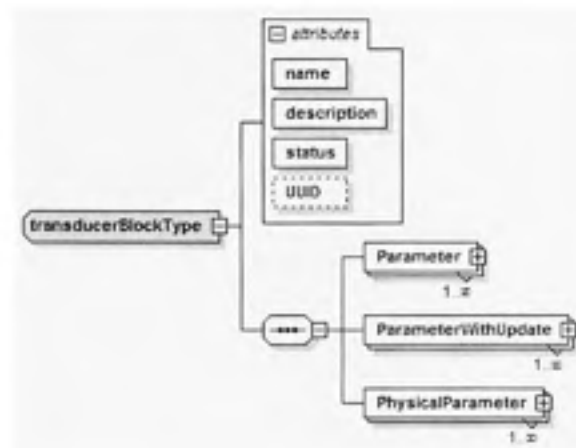 attributes
name
description
status
UUID
transducerBlockType
Parameter
1..∞
ParameterWithUpdate
1..∞
PhysicalParameter
1..∞